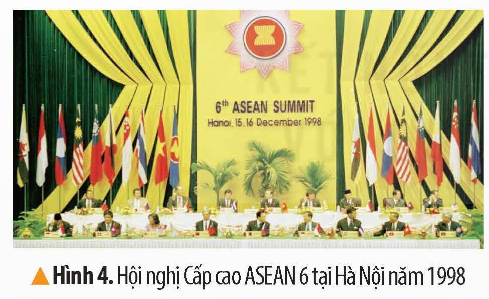 6th ASEAN SUMMIT
Hanoi, 15, 16 December 1998
▲Hình 4. Hội nghị Cấp cao ASEAN 6 tại Hà Nội năm 1998